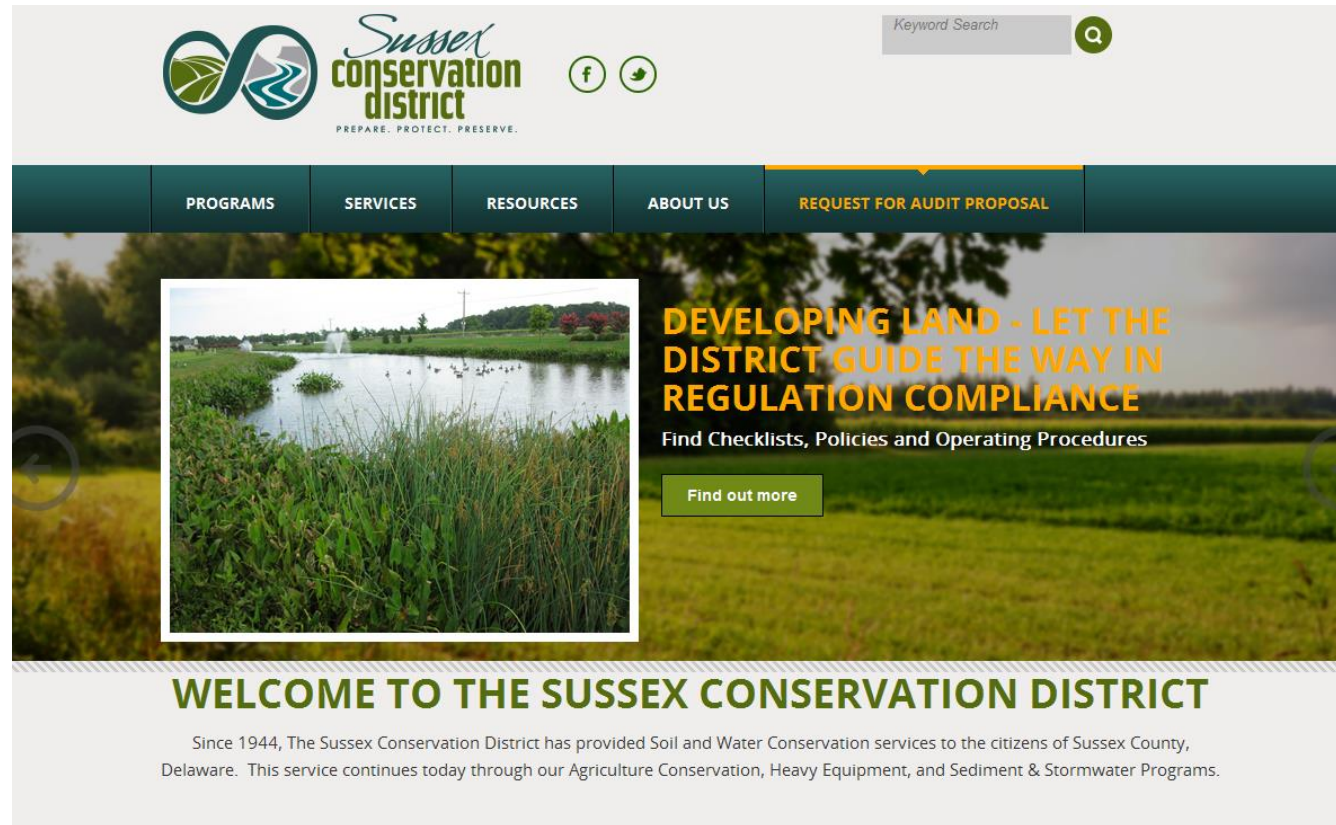 Sussex
conservation
district
PREPARE. PROTECT. PRESERVE.
f
Keyword Search
PROGRAMS
SERVICES
RESOURCES
ABOUT US
REQUEST FOR AUDIT PROPOSAL
DEVELOPING LAND - LET THE
DISTRICT GUIDE THE WAY IN
REGULATION COMPLIANCE
Find Checklists, Policies and Operating Procedures
Find out more
WELCOME TO THE SUSSEX CONSERVATION DISTRICT
Since 1944, The Sussex Conservation District has provided Soil and Water Conservation services to the citizens of Sussex County,
Delaware.  This service continues today through our Agriculture Conservation, Heavy Equipment, and Sediment & Stormwater Programs.